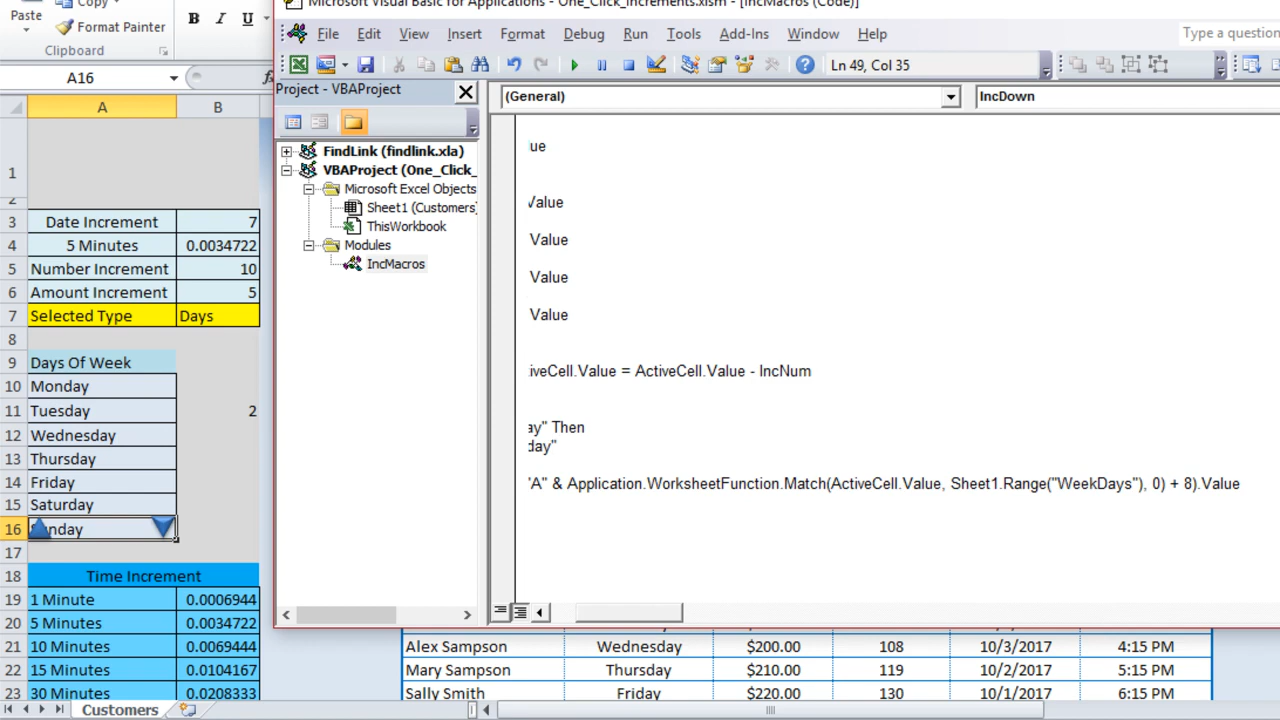 Microsoft Visual Basic for Applications - One_Click_Increments.xlsm - [IncMacros (Code)]
Copy
Paste
Format Painter
B I U
Clipboard
A16
File Edit View Insert Format Debug Run Tools Add-Ins Window Help
Type a question
Ln 49, Col 35
Project - VBAProject
(General)
IncDown
FindLink (findlink.xla)
VBAProject (One_Click_
Microsoft Excel Objects
Sheet1 (Customers)
ThisWorkbook
Modules
IncMacros
ue
Value
Value
Value
Value
iveCell.Value = ActiveCell.Value - IncNum
ay" Then
day"
"A" & Application.WorksheetFunction.Match(ActiveCell.Value, Sheet1.Range("WeekDays"), 0) + 8).Value
A B
1
2
3 Date Increment 7
4 5 Minutes 0.0034722
5 Number Increment 10
6 Amount Increment 5
7 Selected Type Days
8
9 Days Of Week
10 Monday
11 Tuesday 2
12 Wednesday
13 Thursday
14 Friday
15 Saturday
16 nday
17
18 Time Increment
19 1 Minute 0.0006944
20 5 Minutes 0.0034722
21 10 Minutes 0.0069444 Alex Sampson Wednesday $200.00 108 10/3/2017 4:15 PM
22 15 Minutes 0.0104167 Mary Sampson Thursday $210.00 119 10/2/2017 5:15 PM
23 30 Minutes 0.0208333 Sally Smith Friday $220.00 130 10/1/2017 6:15 PM
Customers